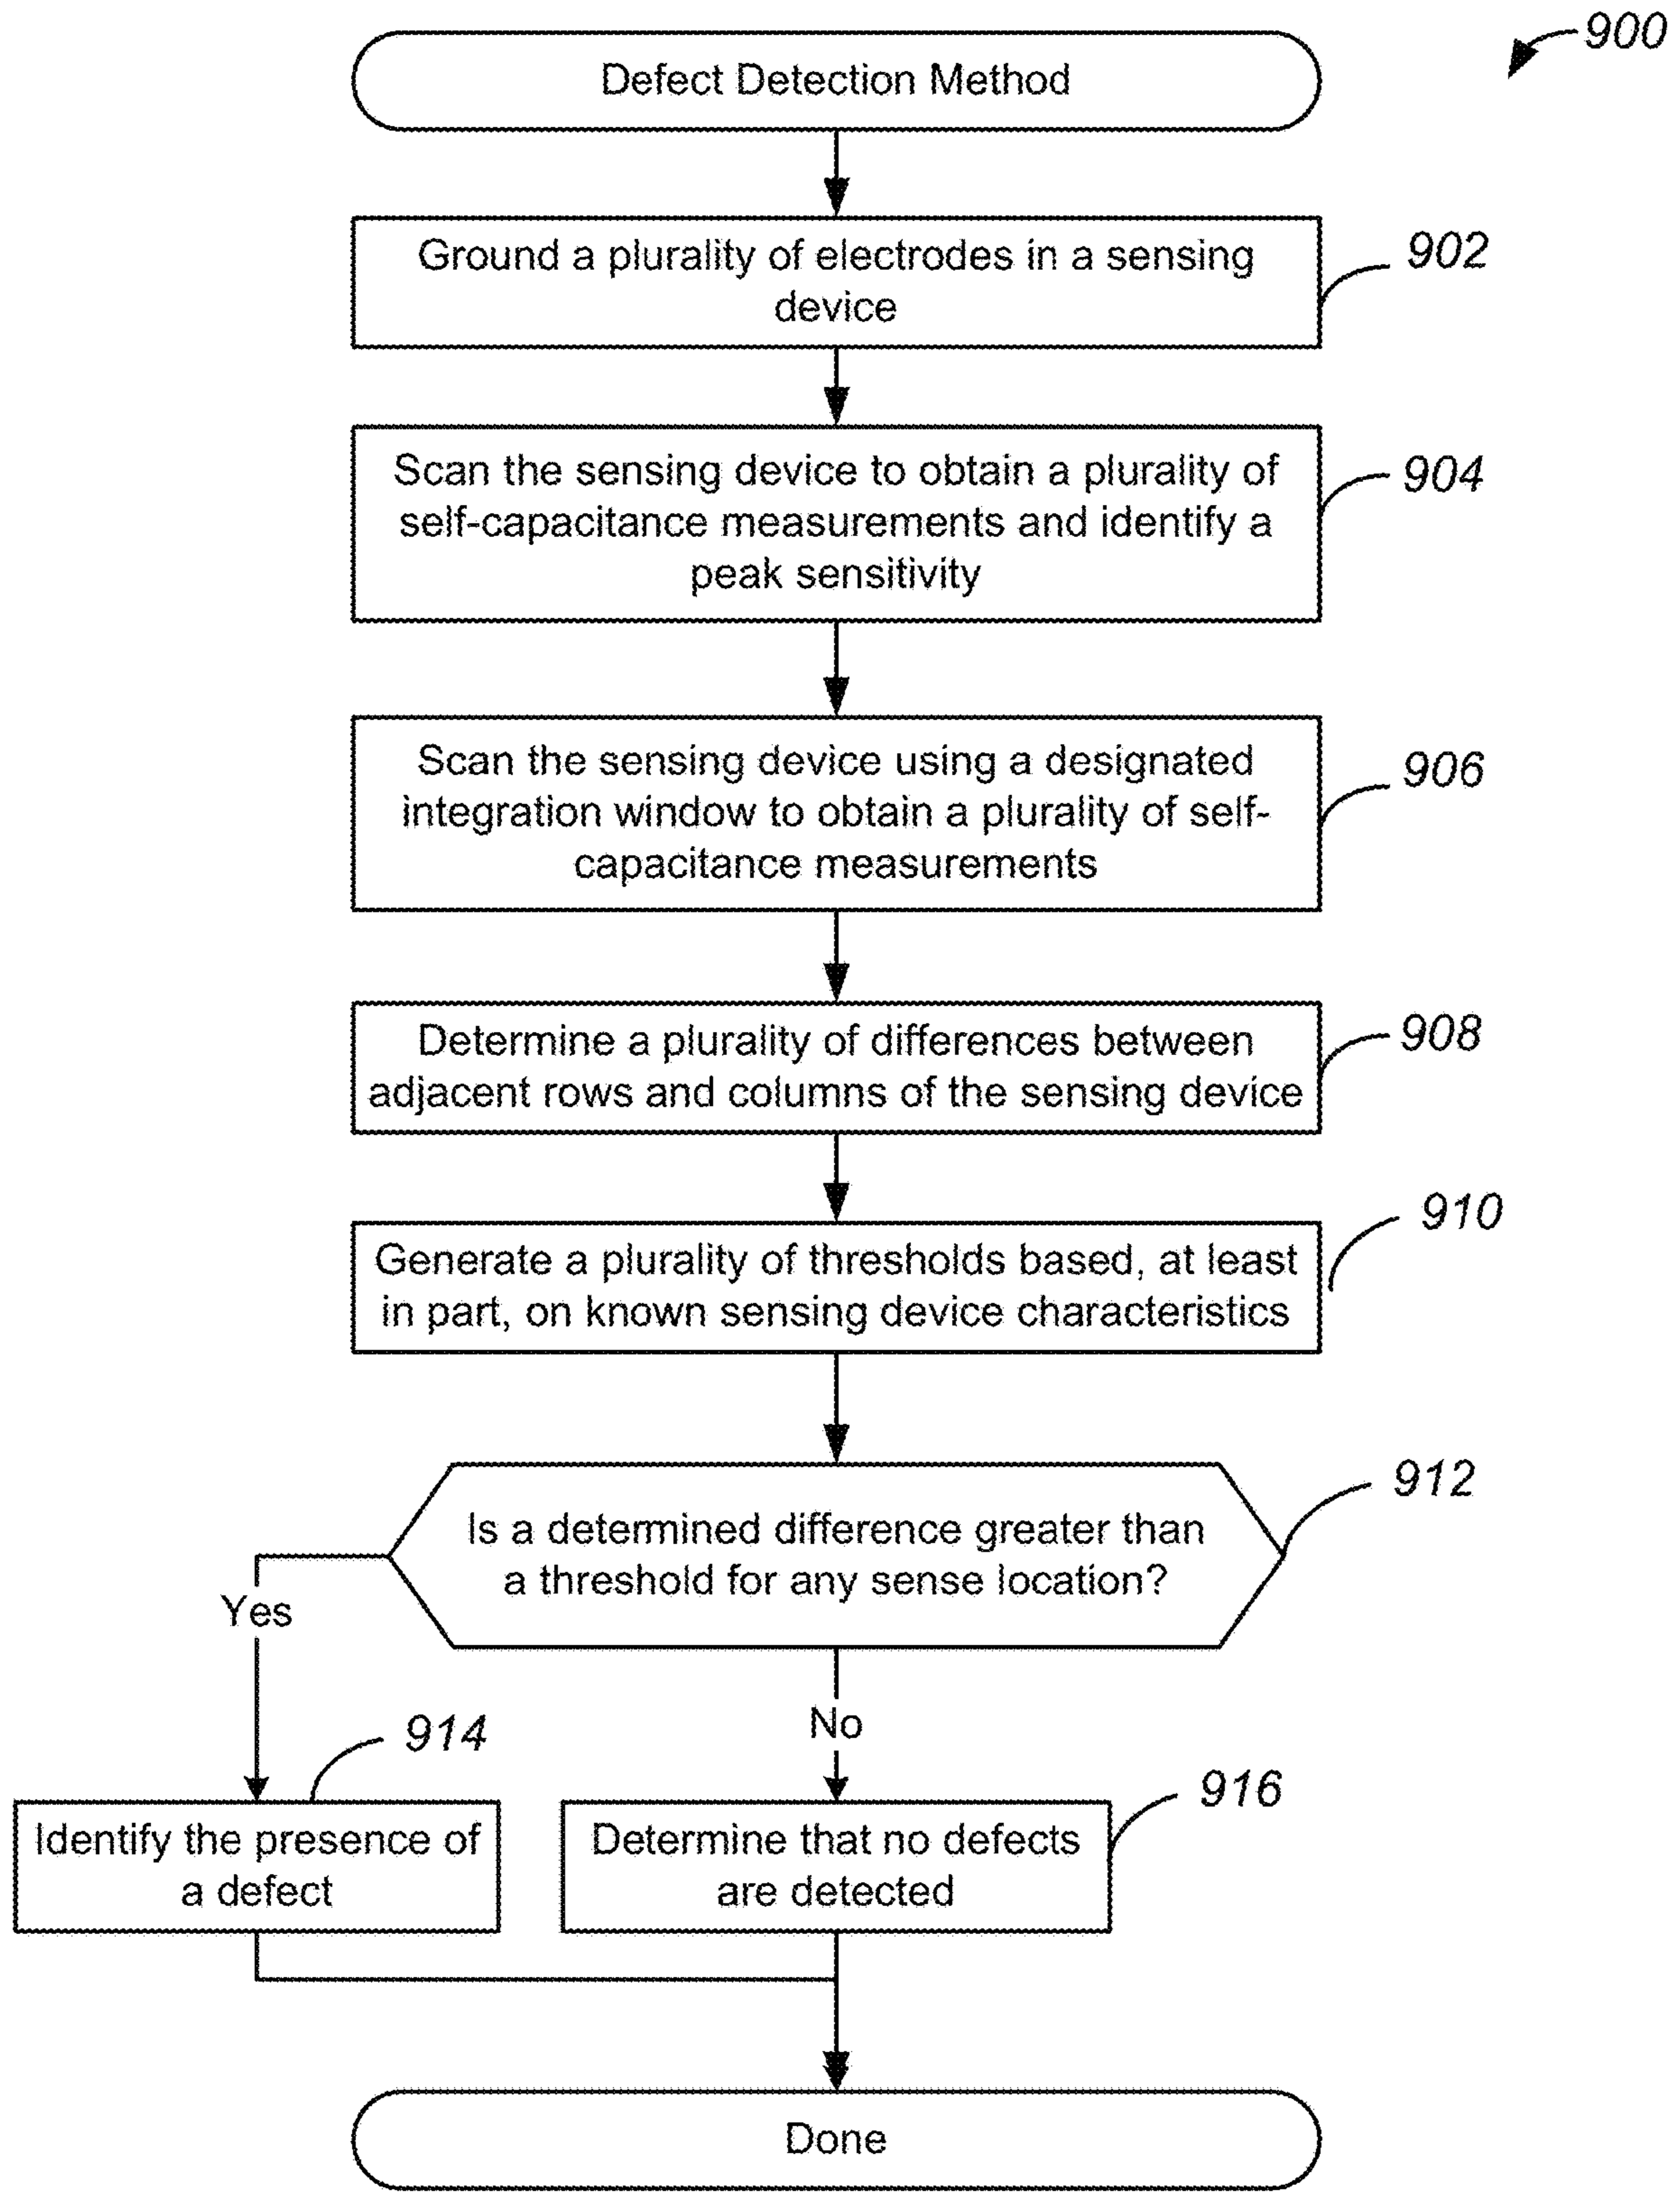 900
Defect Detection Method
Ground a plurality of electrodes in a sensing
device
902
Scan the sensing device to obtain a plurality of
self-capacitance measurements and identify a
peak sensitivity
904
Scan the sensing device using a designated
integration window to obtain a plurality of self-
capacitance measurements
906
Determine a plurality of differences between
adjacent rows and columns of the sensing device
908
Generate a plurality of thresholds based, at least
in part, on known sensing device characteristics
910
Is a determined difference greater than
a threshold for any sense location?
912
Yes
No
Identify the presence of
a defect
914
Determine that no defects
are detected
916
Done